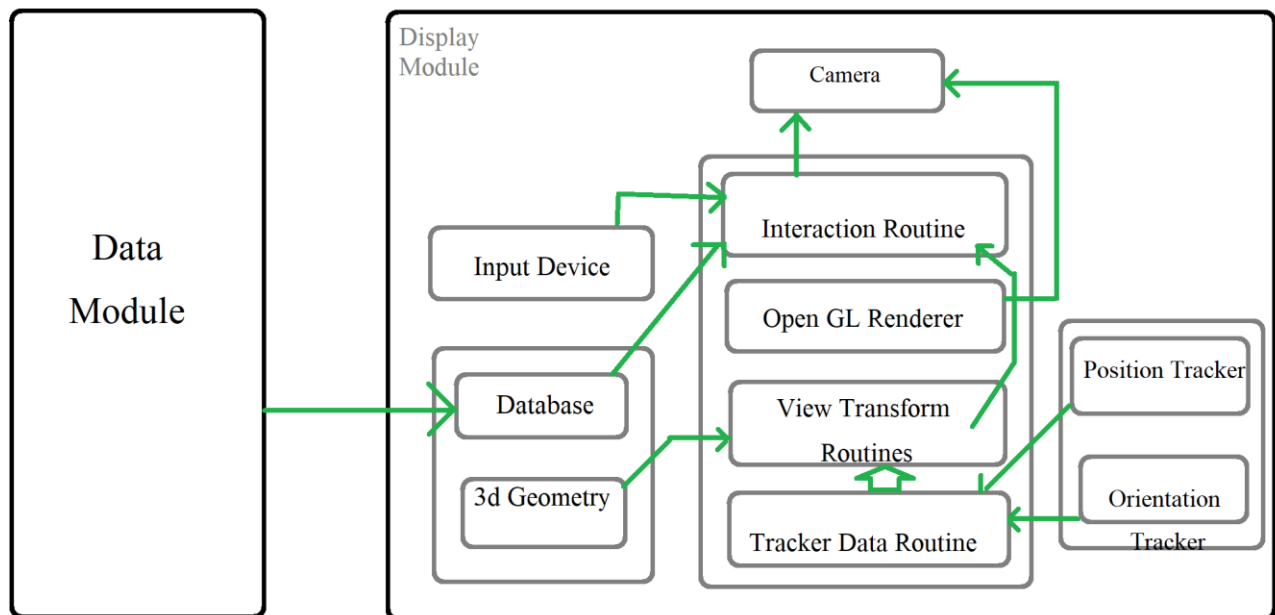 Data
Module
Display
Module
Camera
Interaction Routine
Input Device
Open GL Renderer
Position Tracker
Database
View Transform
Routines
3d Geometry
Orientation
Tracker
Tracker Data Routine